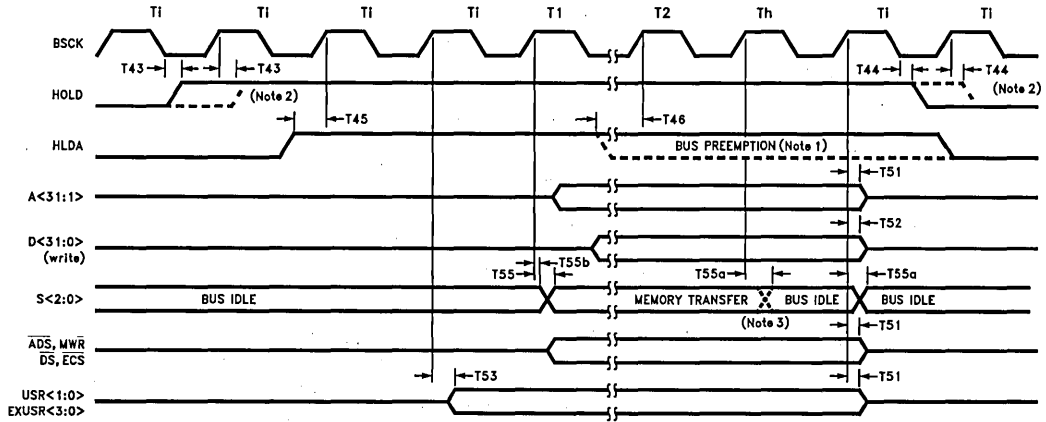 Ti Ti Ti Ti T1 T2 Th Ti Ti
BSCK
T43 T43 T44 T44
HOLD (Note 2) (Note 2)
T45 T46
HLDA BUS PREEMPTION (Note 1)
T51
A<31:1>
T52
D<31:0>
(write)
T55b
T55 T55a T55a
S<2:0> BUS IDLE MEMORY TRANSFER BUS IDLE BUS IDLE
(Note 3) T51
ADS, MWR
DS, ECS
T53 T51
USR<1:0>
EXUSR<3:0>